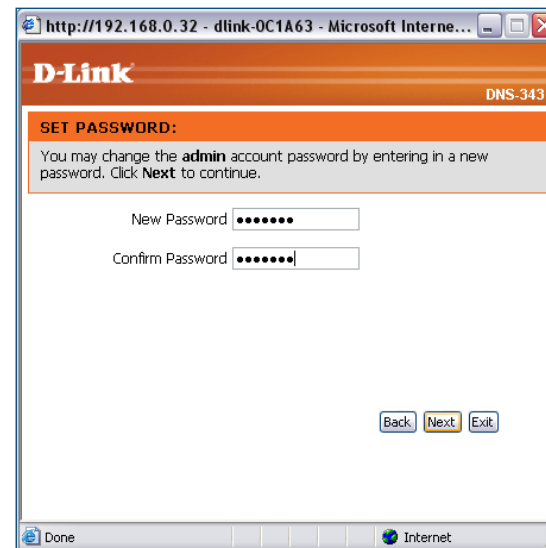 http://192.168.0.32 - dlink-0C1A63 - Microsoft Interne...
D-Link
DNS-343
SET PASSWORD:
You may change the admin account password by entering in a new
password. Click Next to continue.
New Password •••••••
Confirm Password •••••••
Back Next Exit
Done Internet